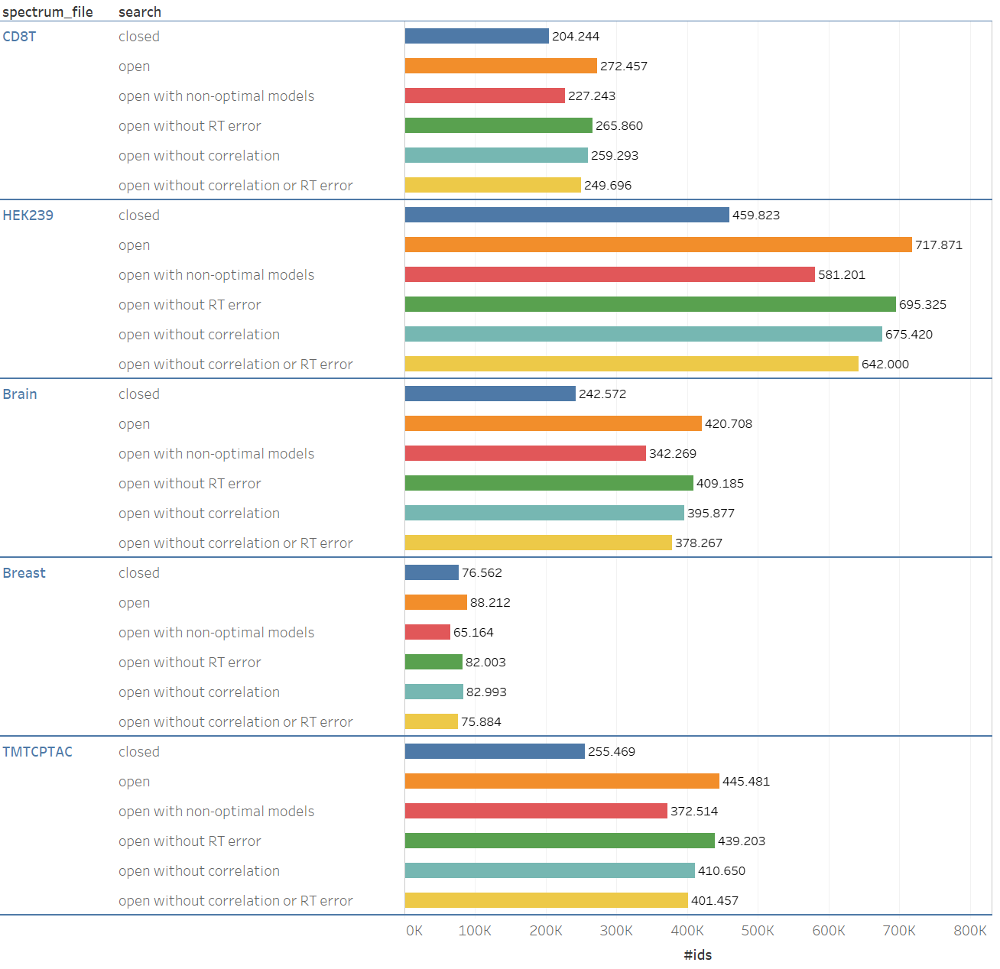 spectrum_file search
CD8T closed 204.244
open 272.457
open with non-optimal models 227.243
open without RT error 265.860
open without correlation 259.293
open without correlation or RT error 249.696
HEK239 closed 459.823
open 717.871
open with non-optimal models 581.201
open without RT error 695.325
open without correlation 675.420
open without correlation or RT error 642.000
Brain closed 242.572
open 420.708
open with non-optimal models 342.269
open without RT error 409.185
open without correlation 395.877
open without correlation or RT error 378.267
Breast closed 76.562
open 88.212
open with non-optimal models 65.164
open without RT error 82.003
open without correlation 82.993
open without correlation or RT error 75.884
TMTCPTAC closed 255.469
open 445.481
open with non-optimal models 372.514
open without RT error 439.203
open without correlation 410.650
open without correlation or RT error 401.457
0K 100K 200K 300K 400K 500K 600K 700K 800K
#ids